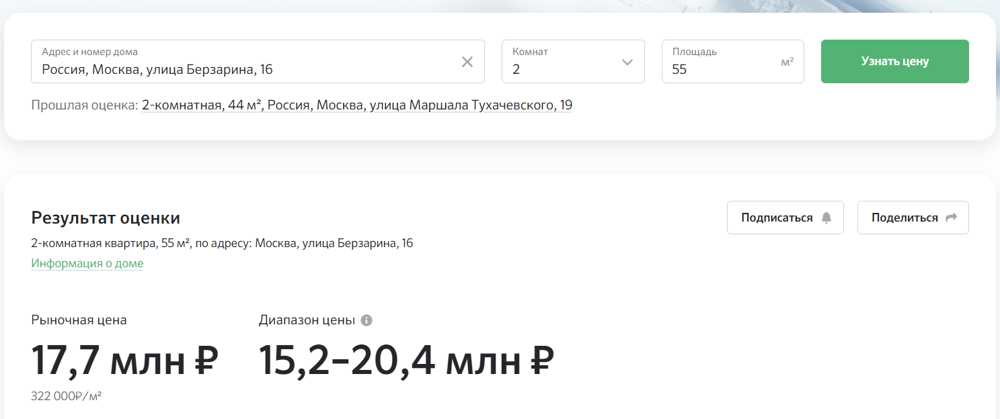 Адрес и номер дома
Россия, Москва, улица Берзарина, 16
Комнат
2
Площадь
55
м²
Узнать цену
Прошлая оценка: 2-комнатная, 44 м², Россия, Москва, улица Маршала Тухачевского, 19
Результат оценки
Подписаться
Поделиться
2-комнатная квартира, 55 м², по адресу: Москва, улица Берзарина, 16
Информация о доме
Рыночная цена
Диапазон цены
17,7 млн ₽
15,2–20,4 млн ₽
322 000₽/м²